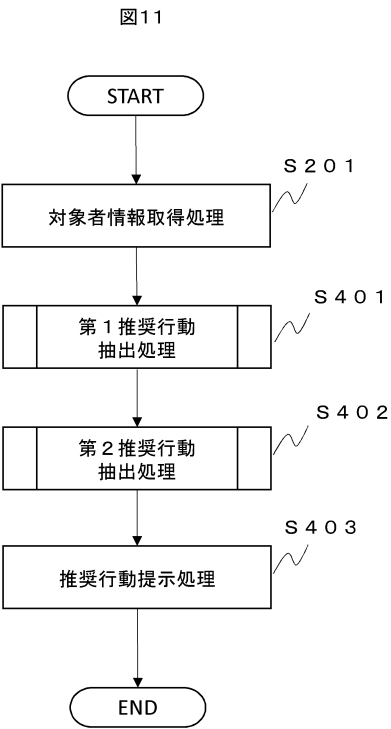 図11
START
S201
対象者情報取得処理
S401
第1推奨行動
抽出処理
S402
第2推奨行動
抽出処理
S403
推奨行動提示処理
END